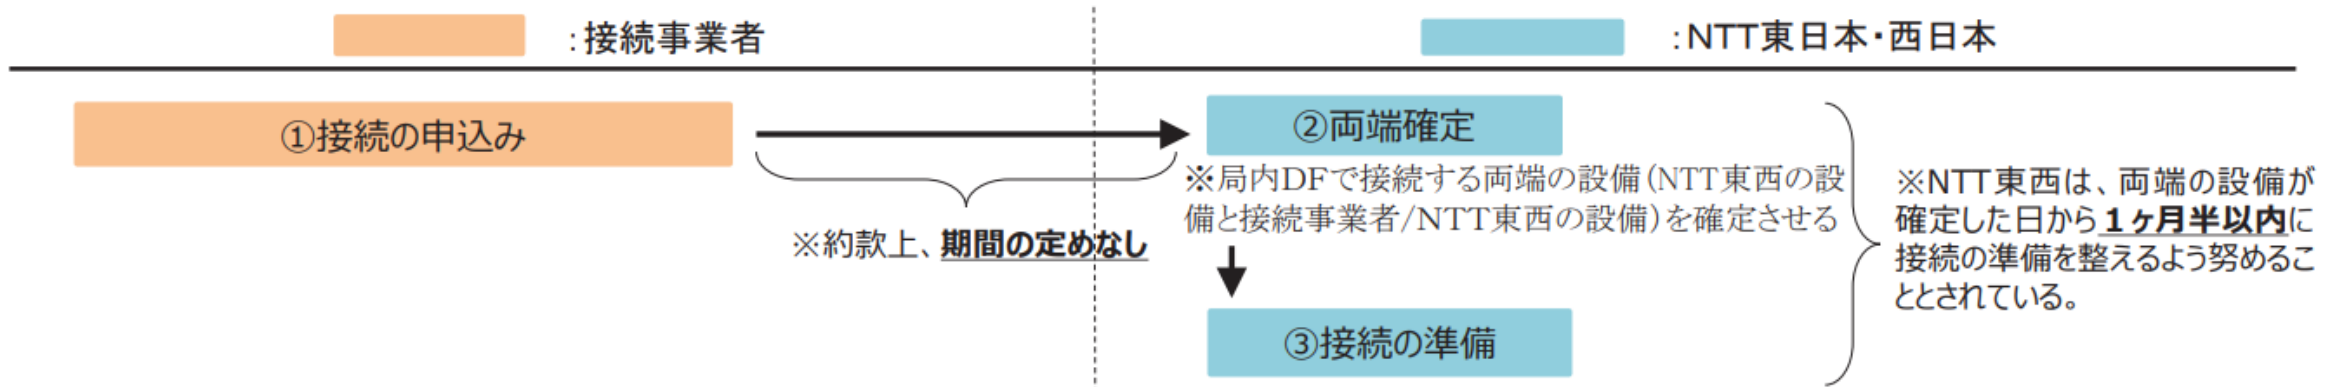 :接続事業者
:NTT東日本・西日本
①接続の申込み
②両端確定
※局内DFで接続する両端の設備(NTT東西の設
備と接続事業者/NTT東西の設備)を確定させる
※約款上、期間の定めなし
③接続の準備
※NTT東西は、両端の設備が
確定した日から1ヶ月半以内に
接続の準備を整えるよう努めるこ
ととされている。